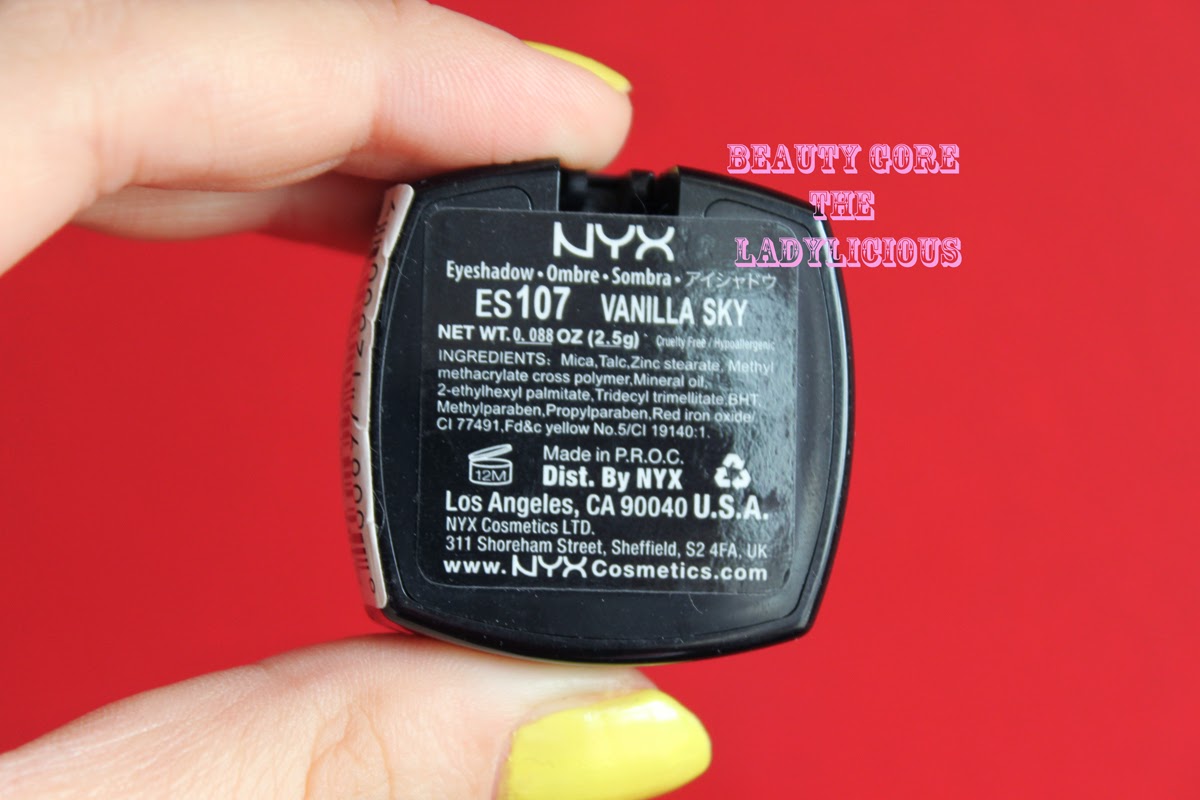 BEAUTY GORE
THE
LADYLICIOUS
NYX
Eyeshadow • Ombre • Sombra • アイシャドウ
ES107 VANILLA SKY
NET WT. 0.088 OZ (2.5g) Cruelty Free / Hypoallergenic
INGREDIENTS: Mica,Talc,Zinc stearate, Methyl
methacrylate cross polymer,Mineral oil,
2-ethylhexyl palmitate,Tridecyl trimellitate,BHT,
Methylparaben,Propylparaben,Red iron oxide/
CI 77491,Fd&c yellow No.5/CI 19140:1.
12M
Made in P.R.O.C.
Dist. By NYX
Los Angeles, CA 90040 U.S.A.
NYX Cosmetics LTD.
311 Shoreham Street, Sheffield, S2 4FA, UK
www.NYXCosmetics.com